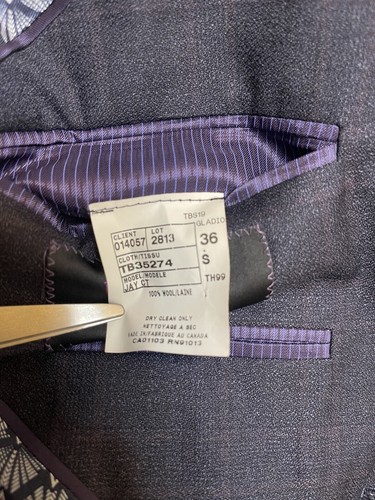 TB819
GLADIO
CLIENT LOT
014057 2813
36
CLOTH/TISSU
TB35274
S
MODEL/MODELE
JAY GT
TH99
100% WOOL/LAINE
DRY CLEAN ONLY
NETTOYAGE A SEC
MADE IN/FABRIQUE AU CANADA
CA01103 RN91013